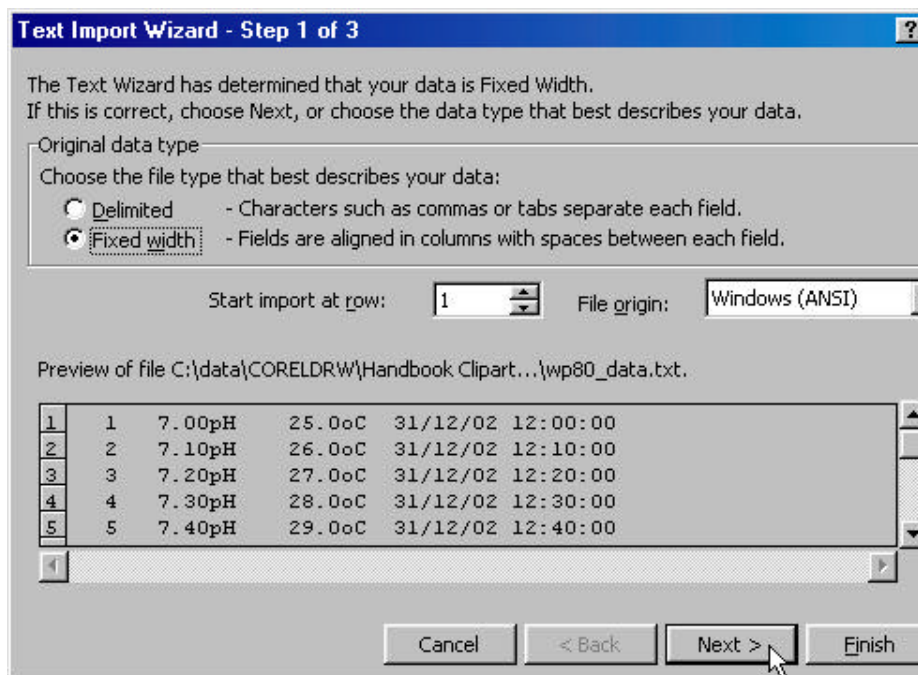 Text Import Wizard - Step 1 of 3 ?
The Text Wizard has determined that your data is Fixed Width.
If this is correct, choose Next, or choose the data type that best describes your data.
Original data type
Choose the file type that best describes your data:
Delimited - Characters such as commas or tabs separate each field.
Fixed width - Fields are aligned in columns with spaces between each field.
Start import at row: 1 File origin: Windows (ANSI)
Preview of file C:\data\CORELDRW\Handbook Clipart...\wp80_data.txt.
1 1 7.00pH 25.0oC 31/12/02 12:00:00
2 2 7.10pH 26.0oC 31/12/02 12:10:00
3 3 7.20pH 27.0oC 31/12/02 12:20:00
4 4 7.30pH 28.0oC 31/12/02 12:30:00
5 5 7.40pH 29.0oC 31/12/02 12:40:00
Cancel < Back Next > Finish